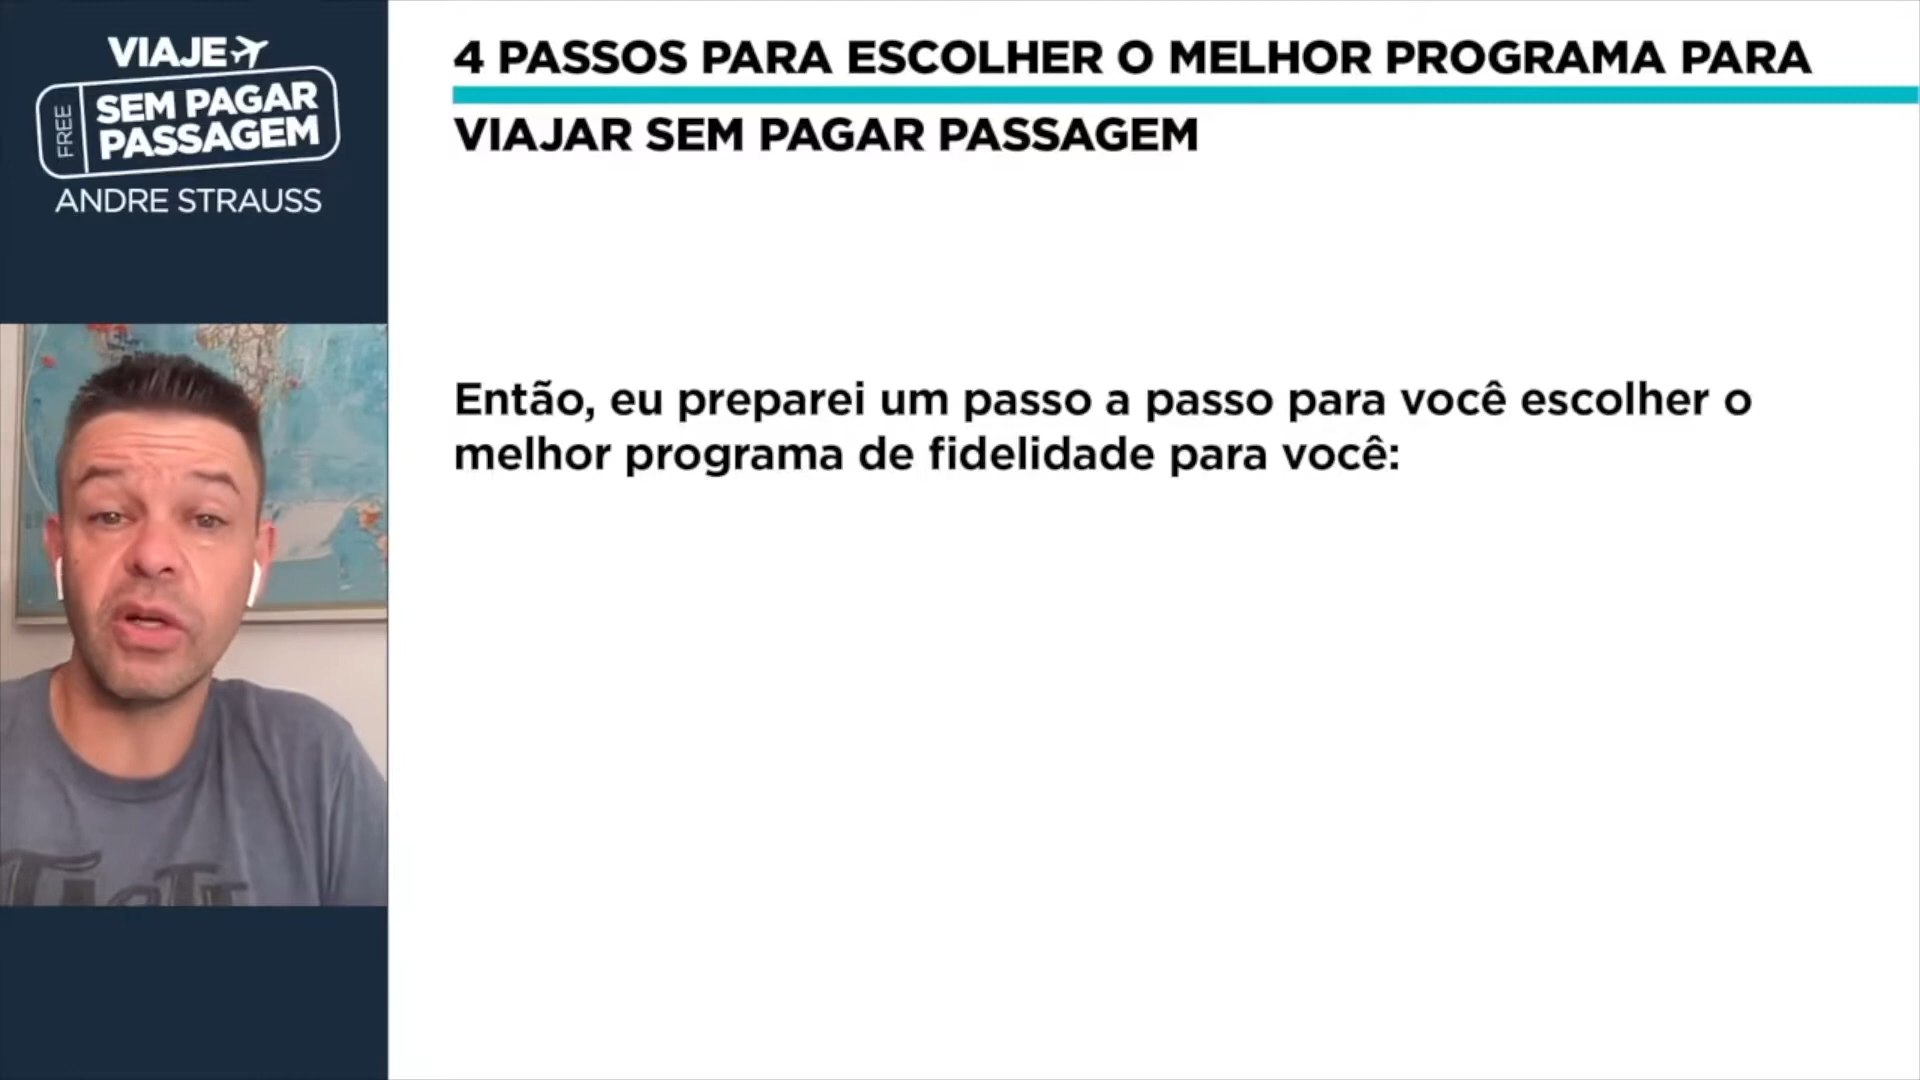 VIAJE
FREE
SEM PAGAR
PASSAGEM
ANDRE STRAUSS
4 PASSOS PARA ESCOLHER O MELHOR PROGRAMA PARA
VIAJAR SEM PAGAR PASSAGEM
Então, eu preparei um passo a passo para você escolher o
melhor programa de fidelidade para você: